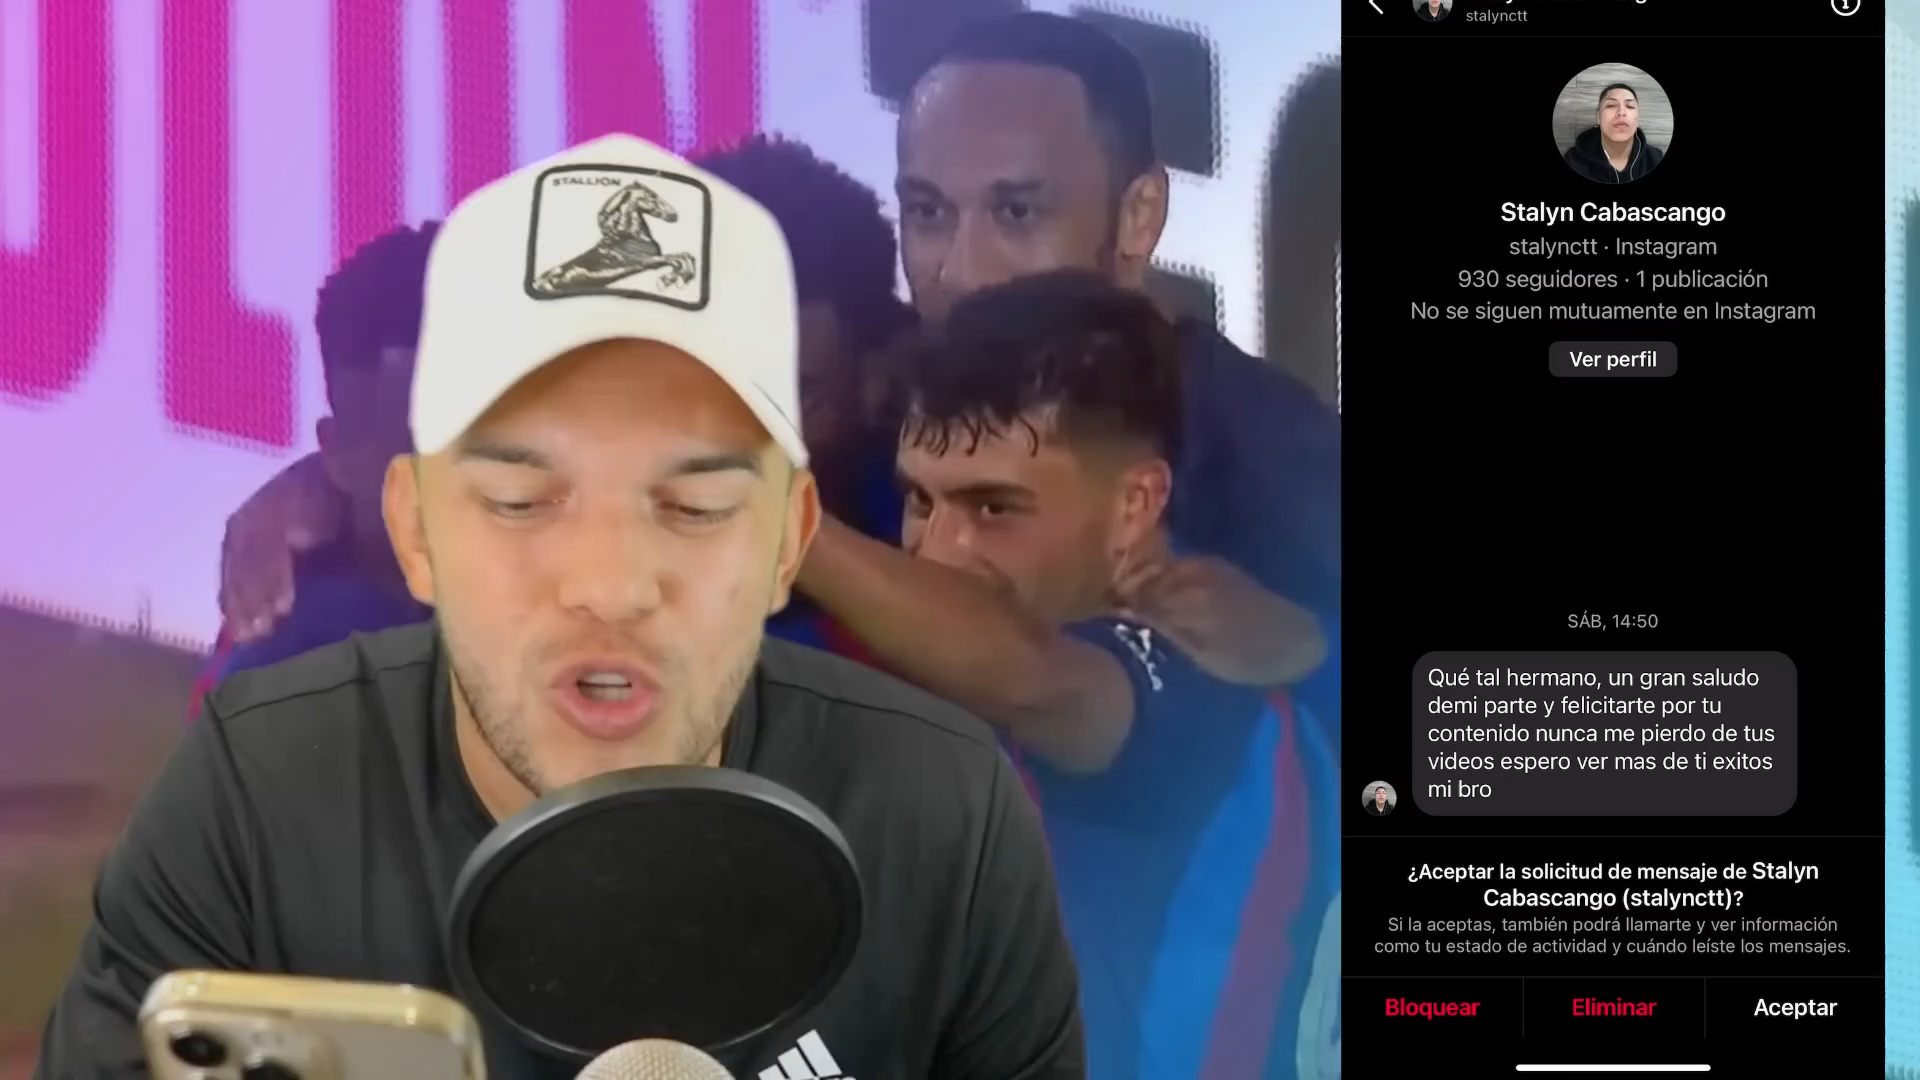 STALLION
stalynctt
Stalyn Cabascango
stalynctt · Instagram
930 seguidores · 1 publicación
No se siguen mutuamente en Instagram
Ver perfil
SÁB, 14:50
Qué tal hermano, un gran saludo
demi parte y felicitarte por tu
contenido nunca me pierdo de tus
videos espero ver mas de ti exitos
mi bro
¿Aceptar la solicitud de mensaje de Stalyn
Cabascango (stalynctt)?
Si la aceptas, también podrá llamarte y ver información
como tu estado de actividad y cuándo leíste los mensajes.
Bloquear
Eliminar
Aceptar